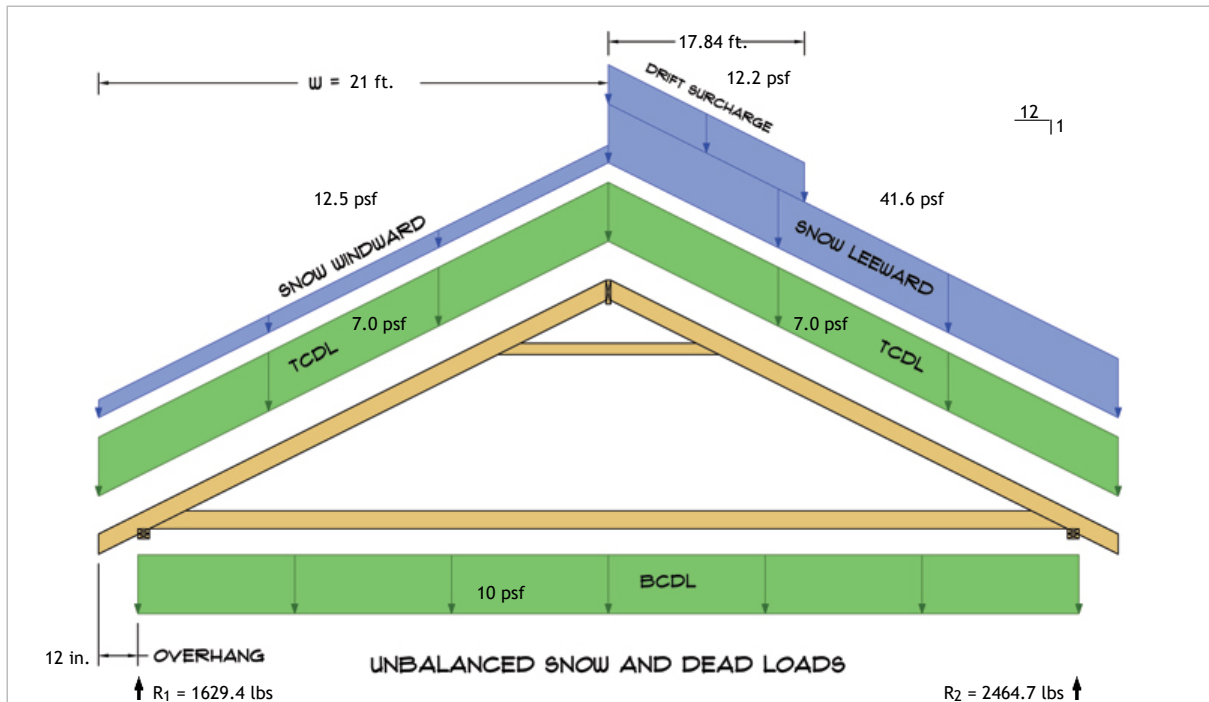 17.84 ft.
W = 21 ft.
DRIFT SURCHARGE
12.2 psf
12
1
12.5 psf
41.6 psf
SNOW WINDWARD
SNOW LEEWARD
7.0 psf
7.0 psf
TCDL
TCDL
10 psf
BCDL
12 in.
OVERHANG
UNBALANCED SNOW AND DEAD LOADS
R1 = 1629.4 lbs
R2 = 2464.7 lbs